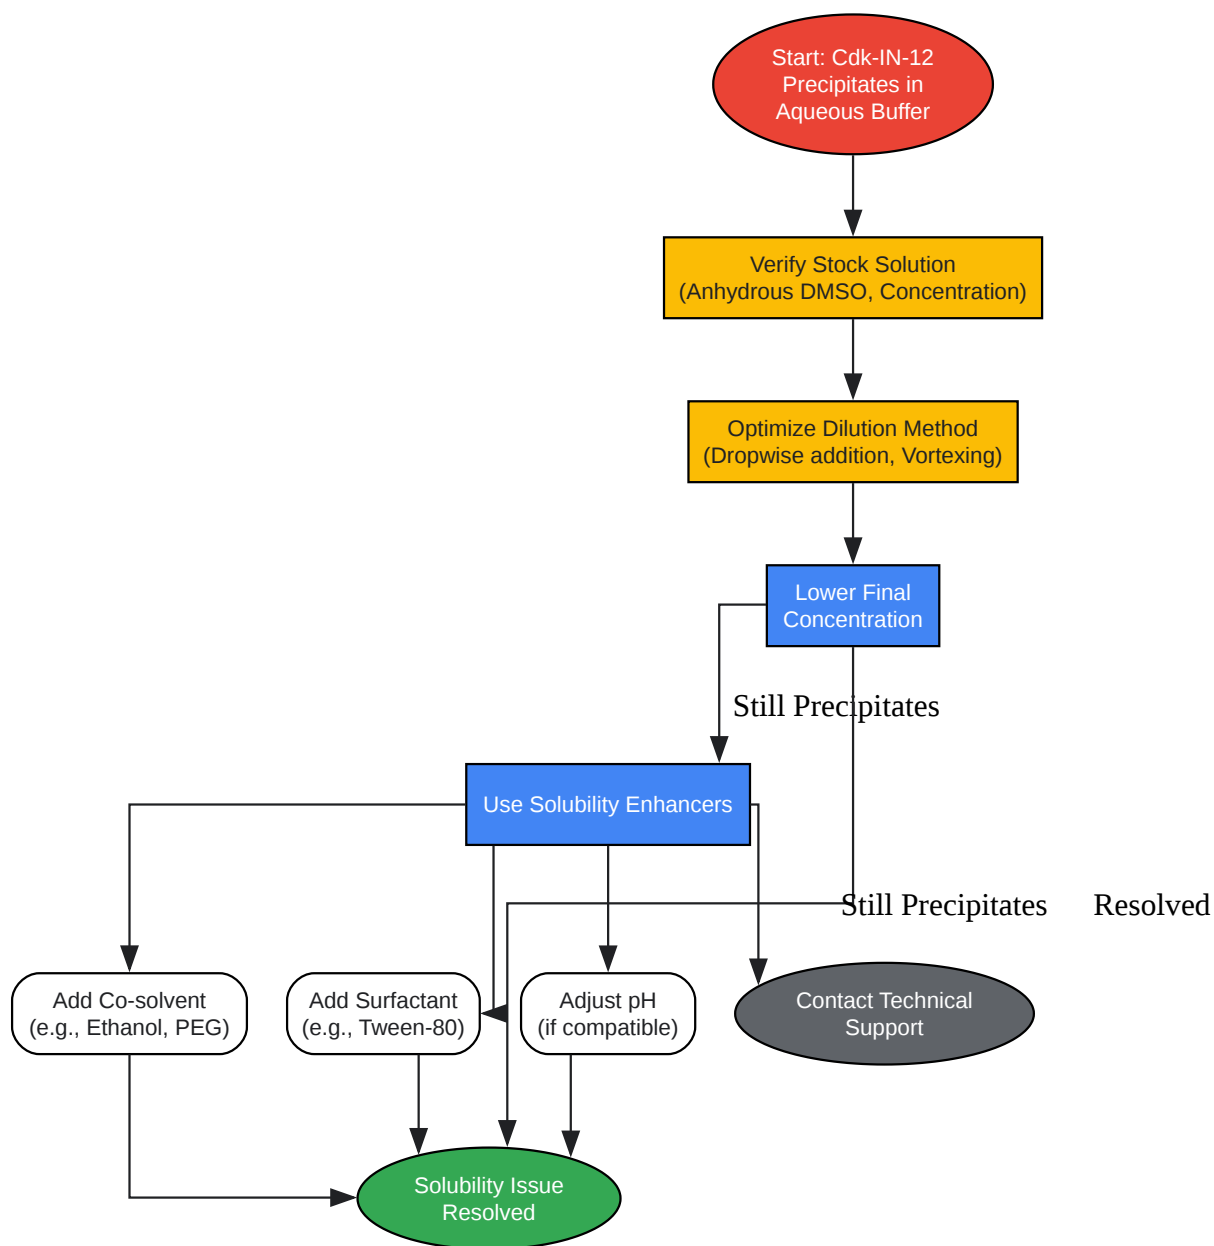 Start: Cdk-IN-12
Precipitates in
Aqueous Buffer
Verify Stock Solution
(Anhydrous DMSO, Concentration)
Optimize Dilution Method
(Dropwise addition, Vortexing)
Lower Final
Concentration
Still Precipitates
Use Solubility Enhancers
Still Precipitates
Resolved
Add Co-solvent
(e.g., Ethanol, PEG)
Add Surfactant
(e.g., Tween-80)
Adjust pH
(if compatible)
Contact Technical
Support
Solubility Issue
Resolved